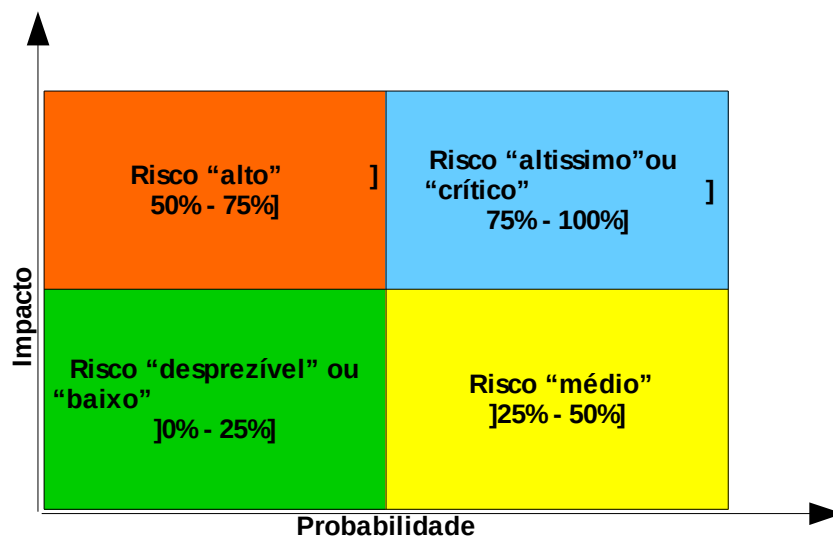 Risco “alto” ]
50% - 75%]
Risco “altissimo”ou
“crítico” ]
75% - 100%]
Impacto
Risco “desprezível” ou
“baixo”
]0% - 25%]
Risco “médio”
]25% - 50%]
Probabilidade